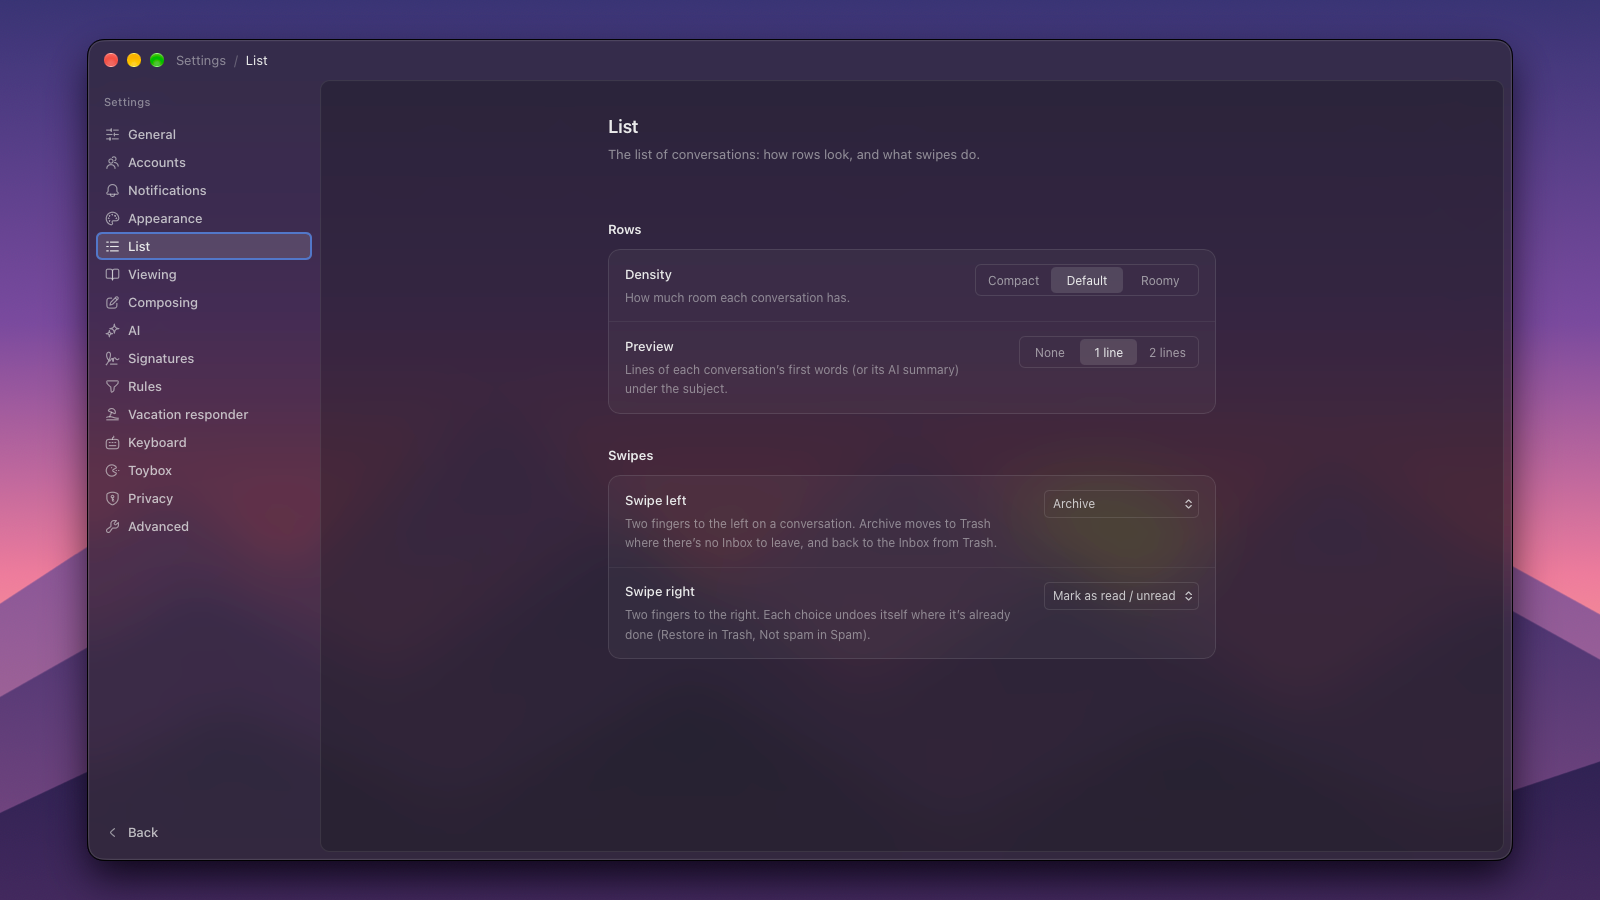 Settings / List
Settings
General
Accounts
Notifications
Appearance
List
Viewing
Composing
AI
Signatures
Rules
Vacation responder
Keyboard
Toybox
Privacy
Advanced
Back
List
The list of conversations: how rows look, and what swipes do.
Rows
Density
How much room each conversation has.
Compact Default Roomy
Preview
Lines of each conversation's first words (or its AI summary)
under the subject.
None 1 line 2 lines
Swipes
Swipe left
Two fingers to the left on a conversation. Archive moves to Trash
where there's no Inbox to leave, and back to the Inbox from Trash.
Archive
Swipe right
Two fingers to the right. Each choice undoes itself where it's already
done (Restore in Trash, Not spam in Spam).
Mark as read / unread